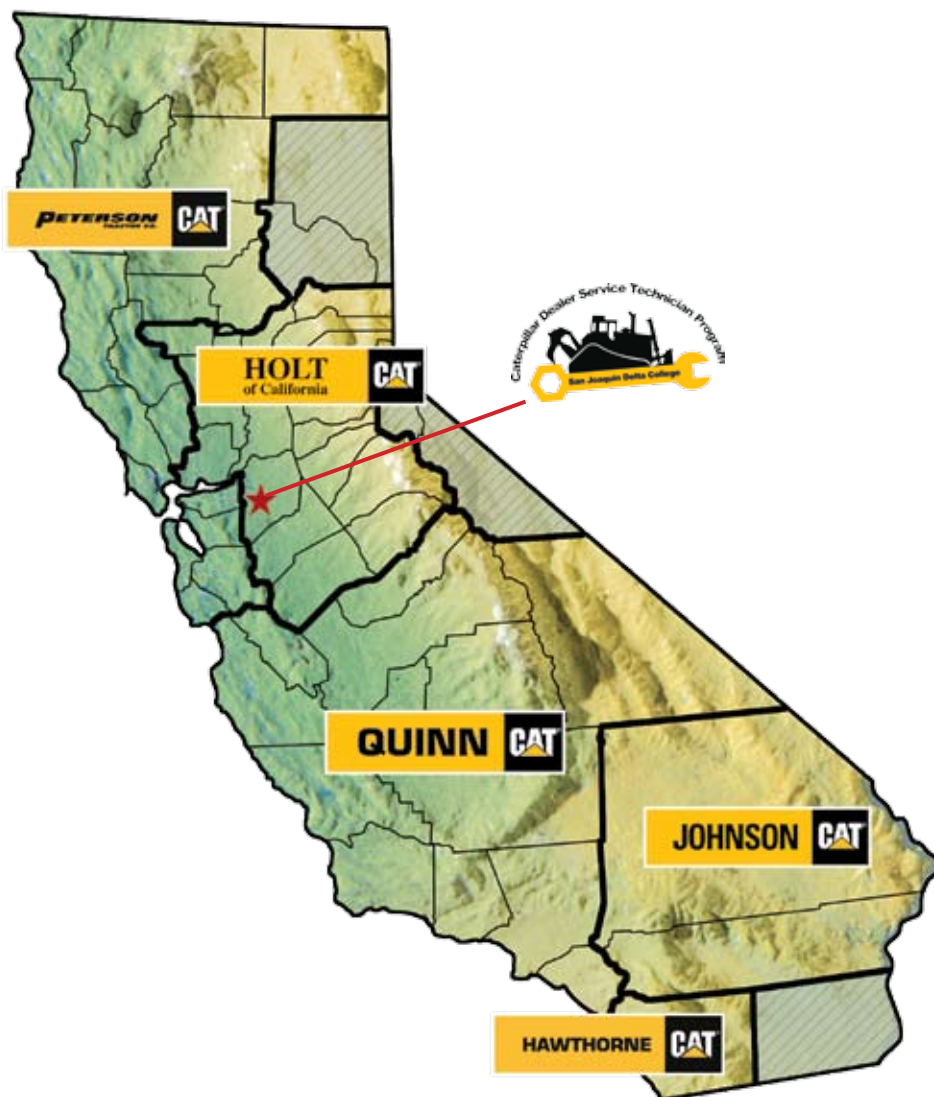 PETERSON
TRACTOR CO.
CAT
Caterpillar Dealer Service Technician Program
San Joaquin Delta College
HOLT
of California
CAT
QUINN
CAT
JOHNSON
CAT
HAWTHORNE
CAT